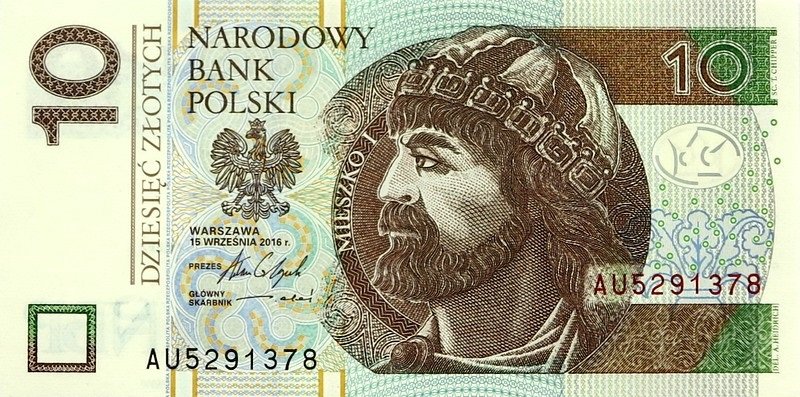 10
DZIESIĘĆ ZŁOTYCH
NARODOWY
BANK
POLSKI
WARSZAWA
15 WRZEŚNIA 2016 r.
PREZES
GŁÓWNY
SKARBNIK
AU5291378
MIESZKO I
10
SC. J. CHIPPER
AU5291378
DEL. A. HEIDRICH